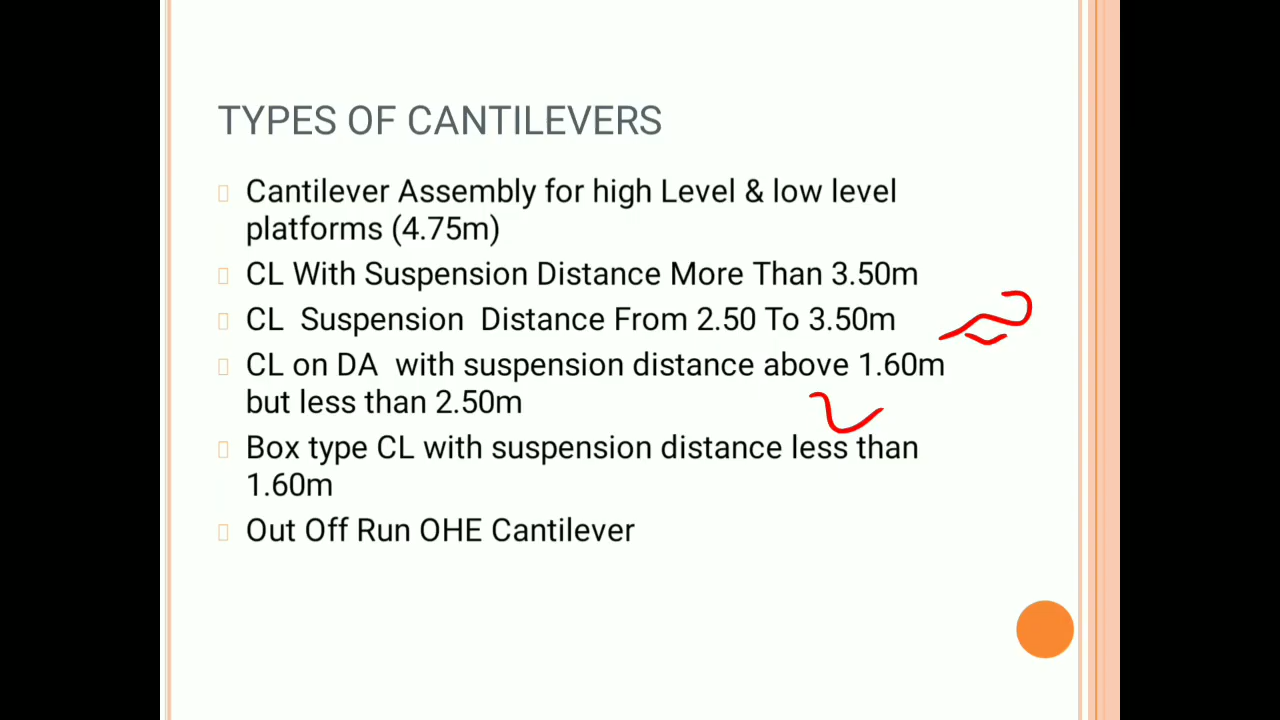 TYPES OF CANTILEVERS
Cantilever Assembly for high Level & low level
platforms (4.75m)
CL With Suspension Distance More Than 3.50m
CL Suspension Distance From 2.50 To 3.50m
CL on DA with suspension distance above 1.60m
but less than 2.50m
Box type CL with suspension distance less than
1.60m
Out Off Run OHE Cantilever